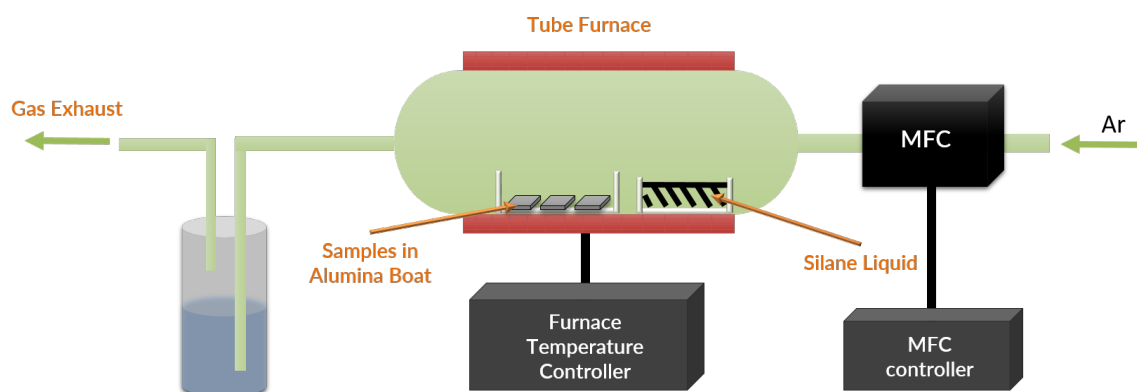 Tube Furnace
Gas Exhaust
MFC
Ar
Samples in
Alumina Boat
Silane Liquid
Furnace
Temperature
Controller
MFC
controller